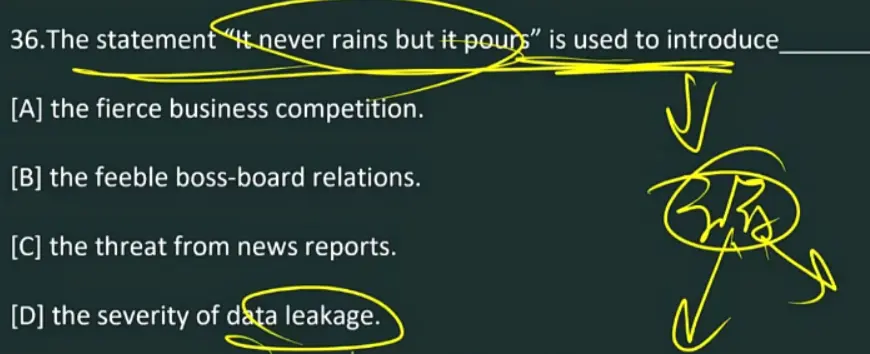 36.The statement “It never rains but it pours” is used to introduce_______
[A] the fierce business competition.
[B] the feeble boss-board relations.
[C] the threat from news reports.
[D] the severity of data leakage.